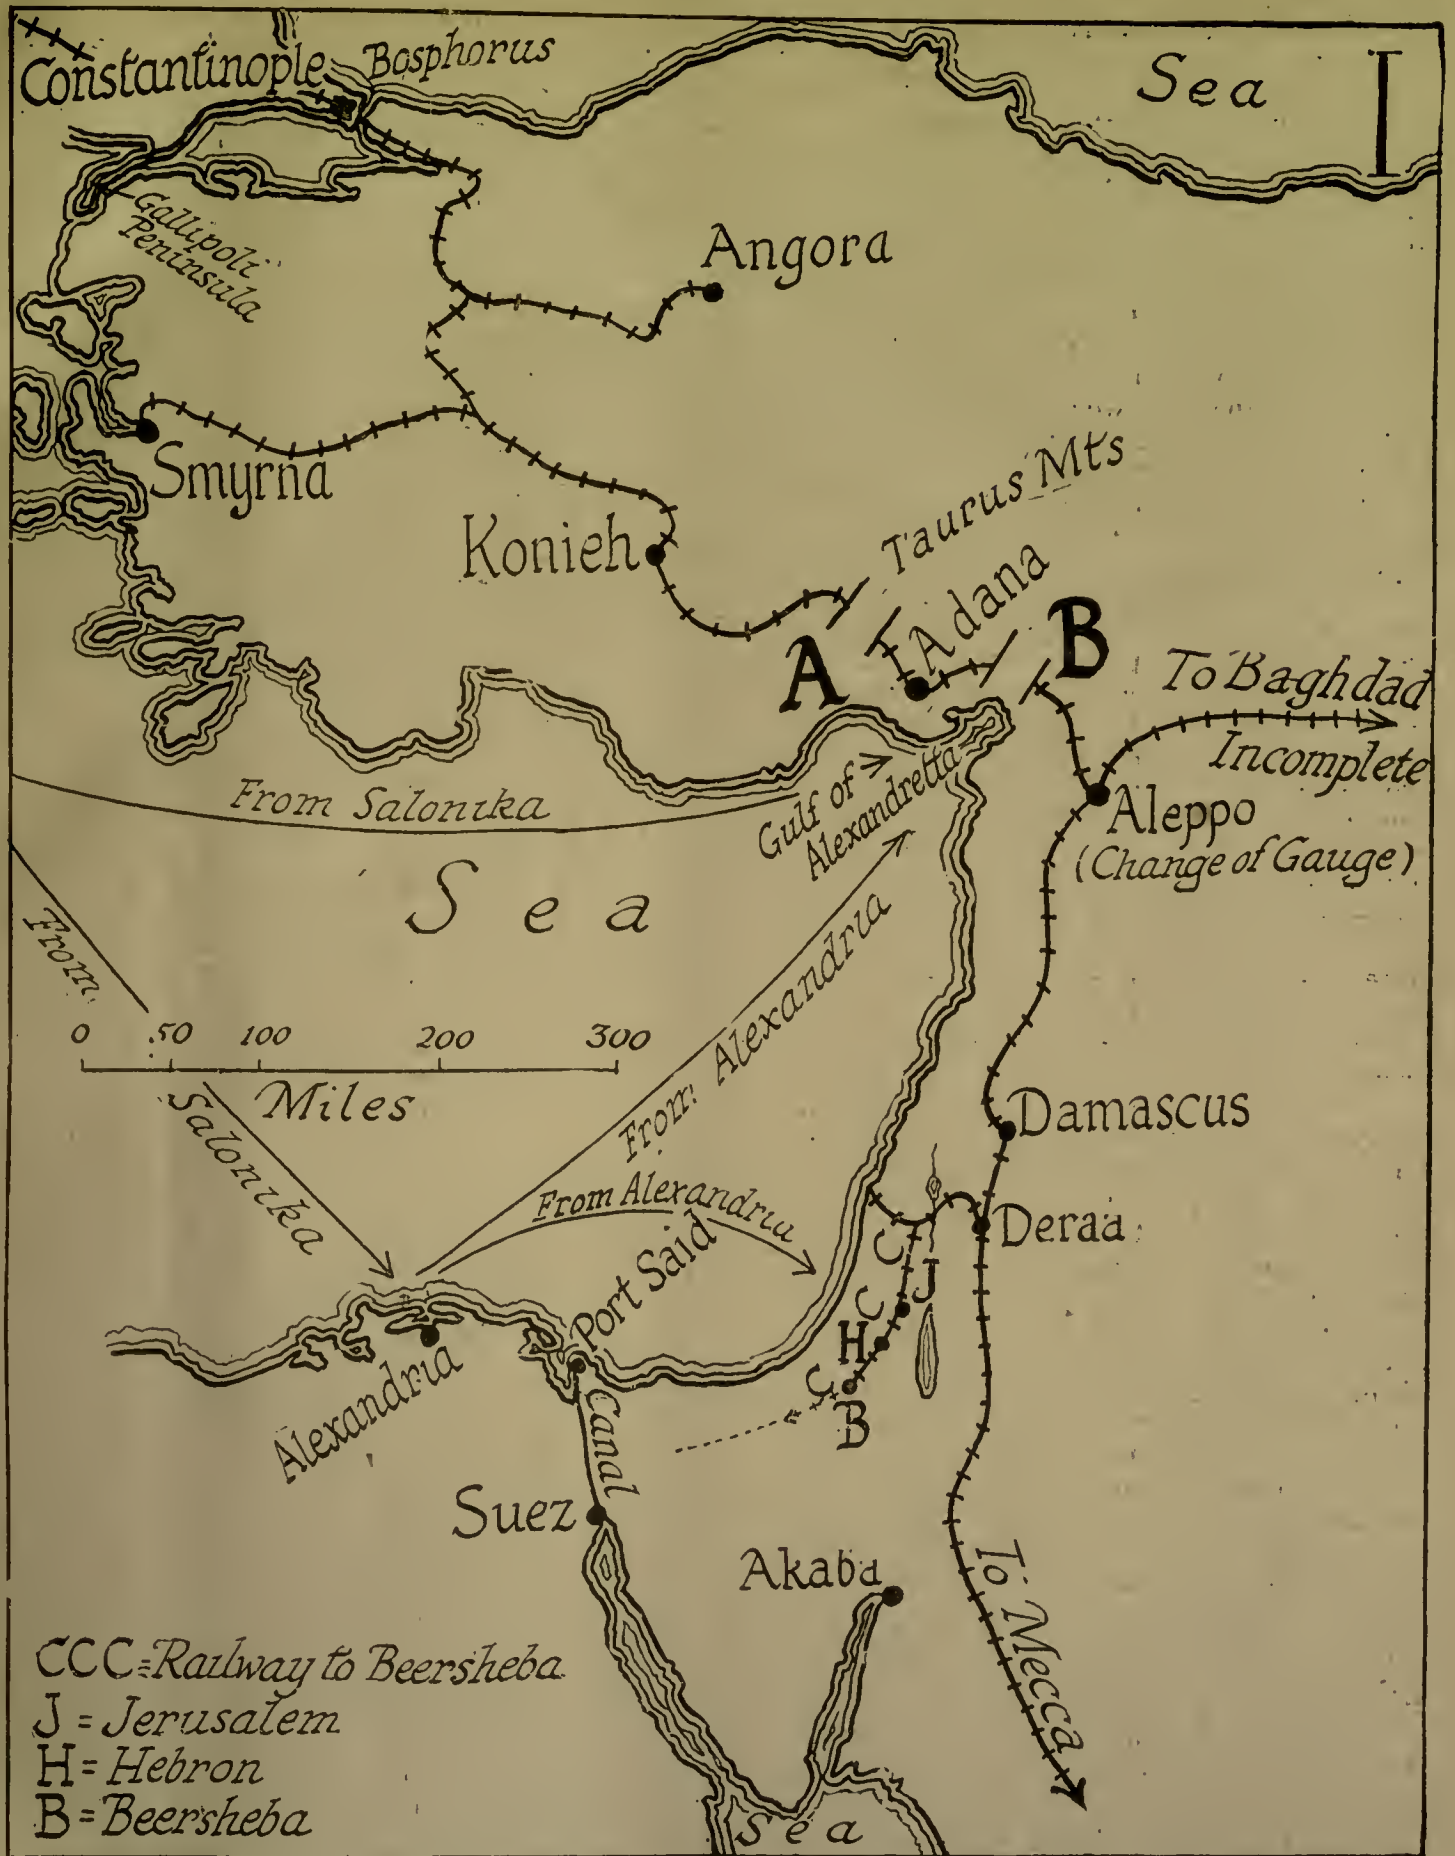 Constantinople
Bosphorus
Sea
I
Gallipoli
Peninsula
Angora
Smyrna
Konieh
Taurus Mts
Adana
A
B
To Baghdad
Incomplete
From Salonika
Gulf of
Alexandretta
Aleppo
(Change of Gauge)
Sea
From
Salonika
0 50 100 200 300
Miles
From Alexandria
From Alexandria
Damascus
Deraa
C
J
C
H
C
B
Port Said
Alexandria
Canal
Suez
Akaba
To Mecca
CCC=Railway to Beersheba
J = Jerusalem
H = Hebron
B = Beersheba
Sea